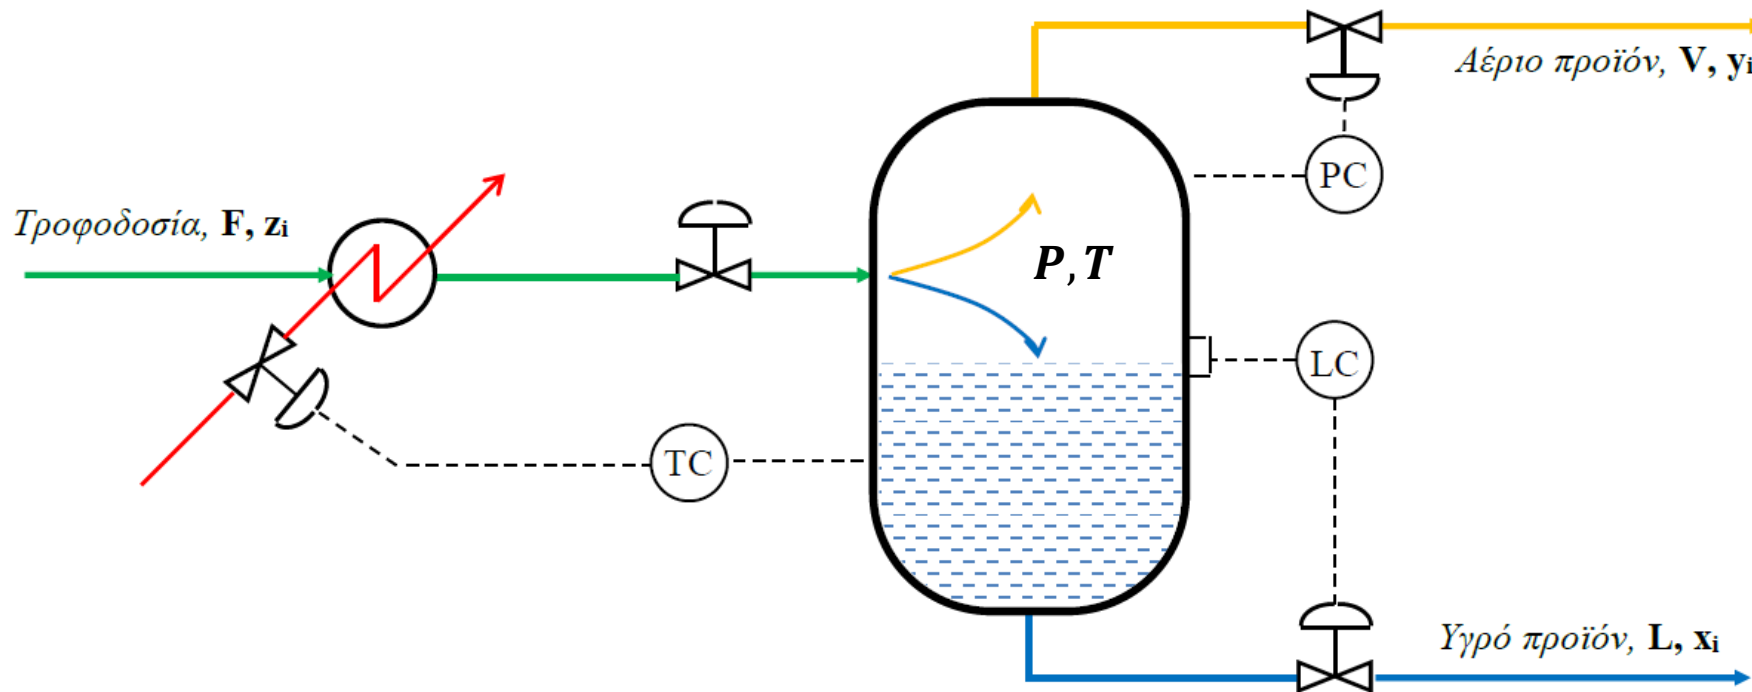 Αέριο προϊόν, V, yᵢ
PC
Τροφοδοσία, F, zᵢ
P, T
LC
TC
Υγρό προϊόν, L, xᵢ